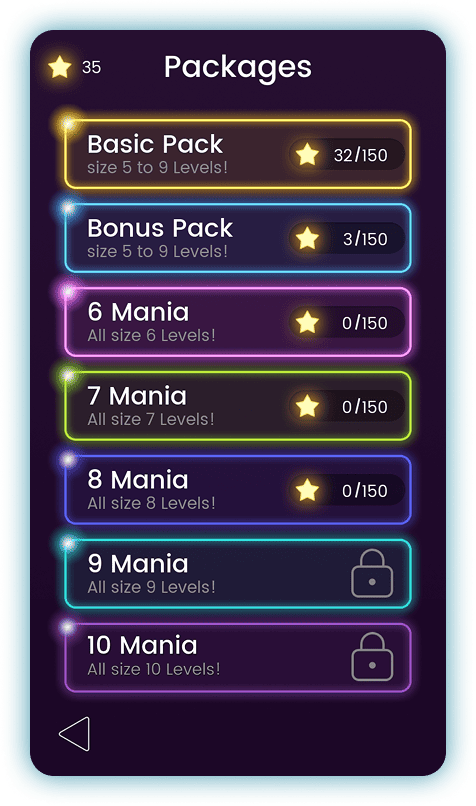 35
Packages
Basic Pack
size 5 to 9 Levels!
32/150
Bonus Pack
size 5 to 9 Levels!
3/150
6 Mania
All size 6 Levels!
0/150
7 Mania
All size 7 Levels!
0/150
8 Mania
All size 8 Levels!
0/150
9 Mania
All size 9 Levels!
10 Mania
All size 10 Levels!